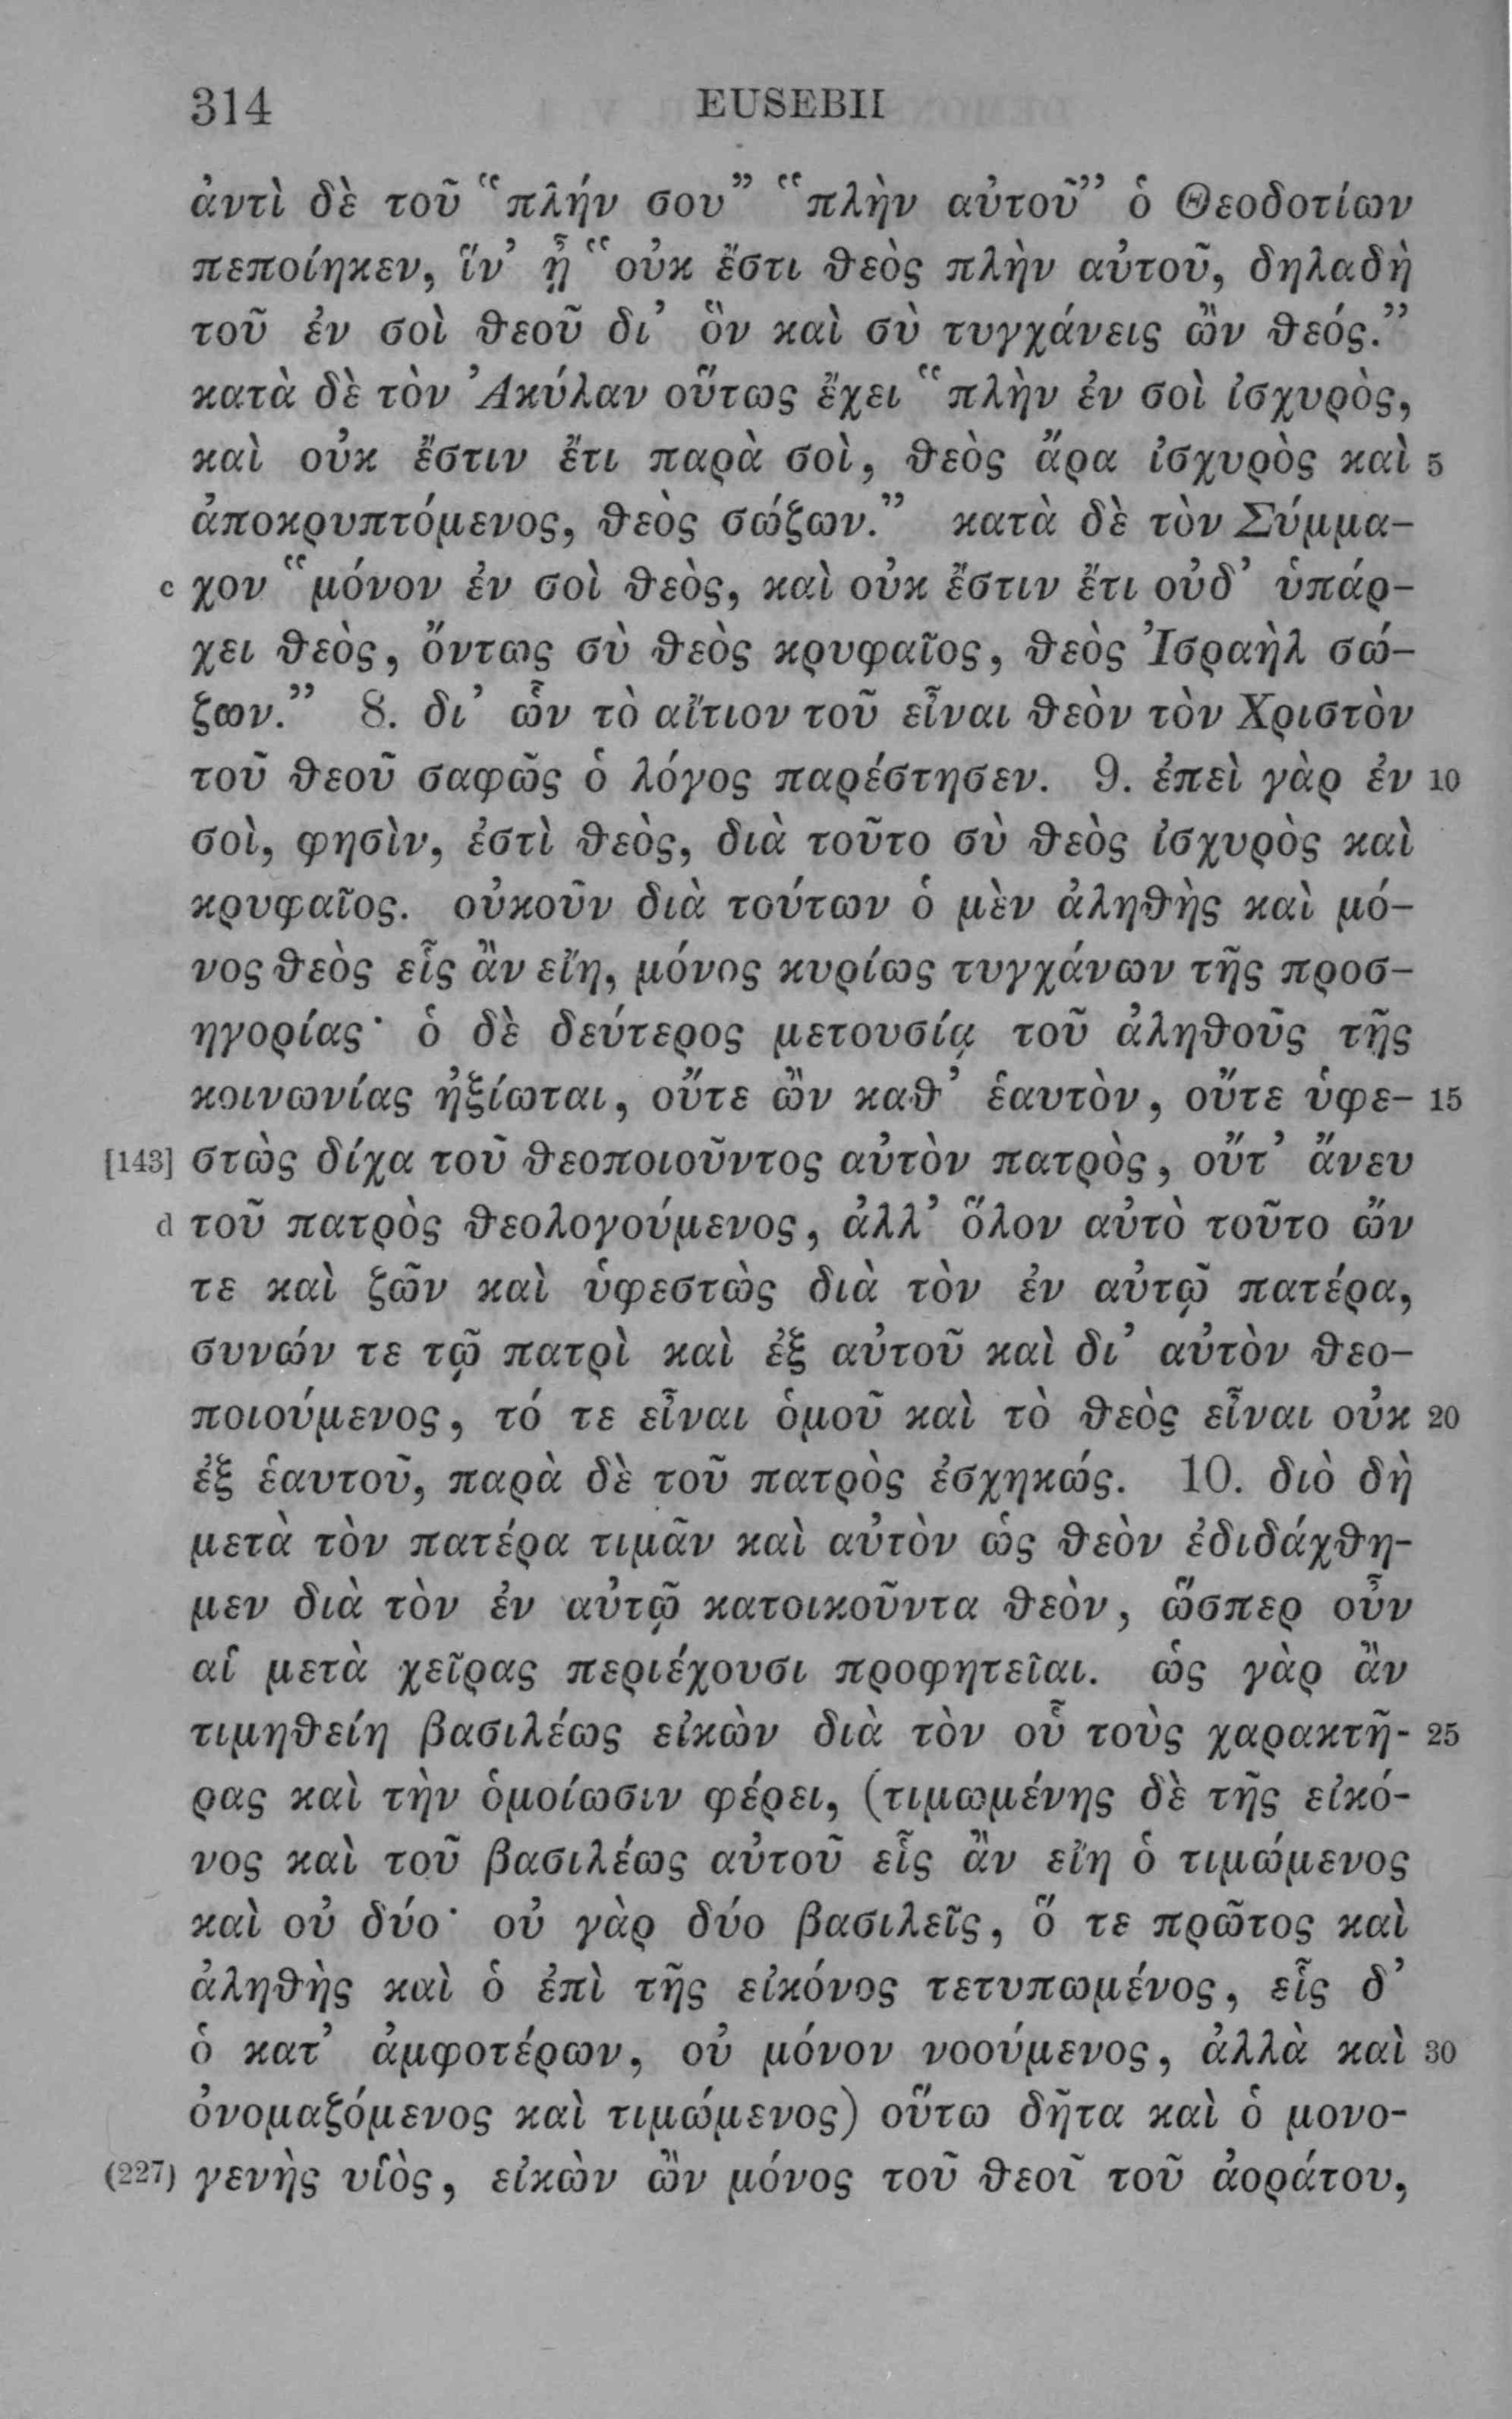 314 EUSEBII
ἀντὶ δὲ τοῦ “πλήν σου” “πλὴν αὐτοῦ” ὁ Θεοδοτίων
πεποίηκεν, ἵν’ ᾖ “οὐκ ἔστι θεὸς πλὴν αὐτοῦ, δηλαδὴ
τοῦ ἐν σοὶ θεοῦ δι’ ὃν καὶ σὺ τυγχάνεις ὢν θεός.”
κατὰ δὲ τὸν Ἀκύλαν οὕτως ἔχει “πλὴν ἐν σοὶ ἰσχυρὸς,
καὶ οὐκ ἔστιν ἔτι παρὰ σοὶ, θεὸς ἄρα ἰσχυρὸς καὶ 5
ἀποκρυπτόμενος, θεὸς σώζων.” κατὰ δὲ τὸν Σύμμα-
c χον “μόνον ἐν σοὶ θεὸς, καὶ οὐκ ἔστιν ἔτι οὐδ’ ὑπάρ-
χει θεὸς, ὄντως σὺ θεὸς κρυφαῖος, θεὸς Ἰσραὴλ σώ-
ζων.” 8. δι’ ὧν τὸ αἴτιον τοῦ εἶναι θεὸν τὸν Χριστὸν
τοῦ θεοῦ σαφῶς ὁ λόγος παρέστησεν. 9. ἐπεὶ γὰρ ἐν 10
σοὶ, φησὶν, ἐστὶ θεὸς, διὰ τοῦτο σὺ θεὸς ἰσχυρὸς καὶ
κρυφαῖος. οὐκοῦν διὰ τούτων ὁ μὲν ἀληθὴς καὶ μό-
νος θεὸς εἷς ἂν εἴη, μόνος κυρίως τυγχάνων τῆς προσ-
ηγορίας· ὁ δὲ δεύτερος μετουσίᾳ τοῦ ἀληθοῦς τῆς
κοινωνίας ἠξίωται, οὔτε ὢν καθ’ ἑαυτὸν, οὔτε ὑφε- 15
[143] στὼς δίχα τοῦ θεοποιοῦντος αὐτὸν πατρὸς, οὔτ’ ἄνευ
d τοῦ πατρὸς θεολογούμενος, ἀλλ’ ὅλον αὐτὸ τοῦτο ὤν
τε καὶ ζῶν καὶ ὑφεστὼς διὰ τὸν ἐν αὐτῷ πατέρα,
συνών τε τῷ πατρὶ καὶ ἐξ αὐτοῦ καὶ δι’ αὐτὸν θεο-
ποιούμενος, τό τε εἶναι ὁμοῦ καὶ τὸ θεὸς εἶναι οὐκ 20
ἐξ ἑαυτοῦ, παρὰ δὲ τοῦ πατρὸς ἐσχηκώς. 10. διὸ δὴ
μετὰ τὸν πατέρα τιμᾶν καὶ αὐτὸν ὡς θεὸν ἐδιδάχθη-
μεν διὰ τὸν ἐν αὐτῷ κατοικοῦντα θεὸν, ὥσπερ οὖν
αἱ μετὰ χεῖρας περιέχουσι προφητεῖαι. ὡς γὰρ ἂν
τιμηθείη βασιλέως εἰκὼν διὰ τὸν οὗ τοὺς χαρακτῆ- 25
ρας καὶ τὴν ὁμοίωσιν φέρει, (τιμωμένης δὲ τῆς εἰκό-
νος καὶ τοῦ βασιλέως αὐτοῦ εἷς ἂν εἴη ὁ τιμώμενος
καὶ οὐ δύο· οὐ γὰρ δύο βασιλεῖς, ὅ τε πρῶτος καὶ
ἀληθὴς καὶ ὁ ἐπὶ τῆς εἰκόνος τετυπωμένος, εἷς δ’
ὁ κατ’ ἀμφοτέρων, οὐ μόνον νοούμενος, ἀλλὰ καὶ 30
ὀνομαζόμενος καὶ τιμώμενος) οὕτω δῆτα καὶ ὁ μονο-
(227) γενὴς υἱὸς, εἰκὼν ὢν μόνος τοῦ θεοῦ τοῦ ἀοράτου,